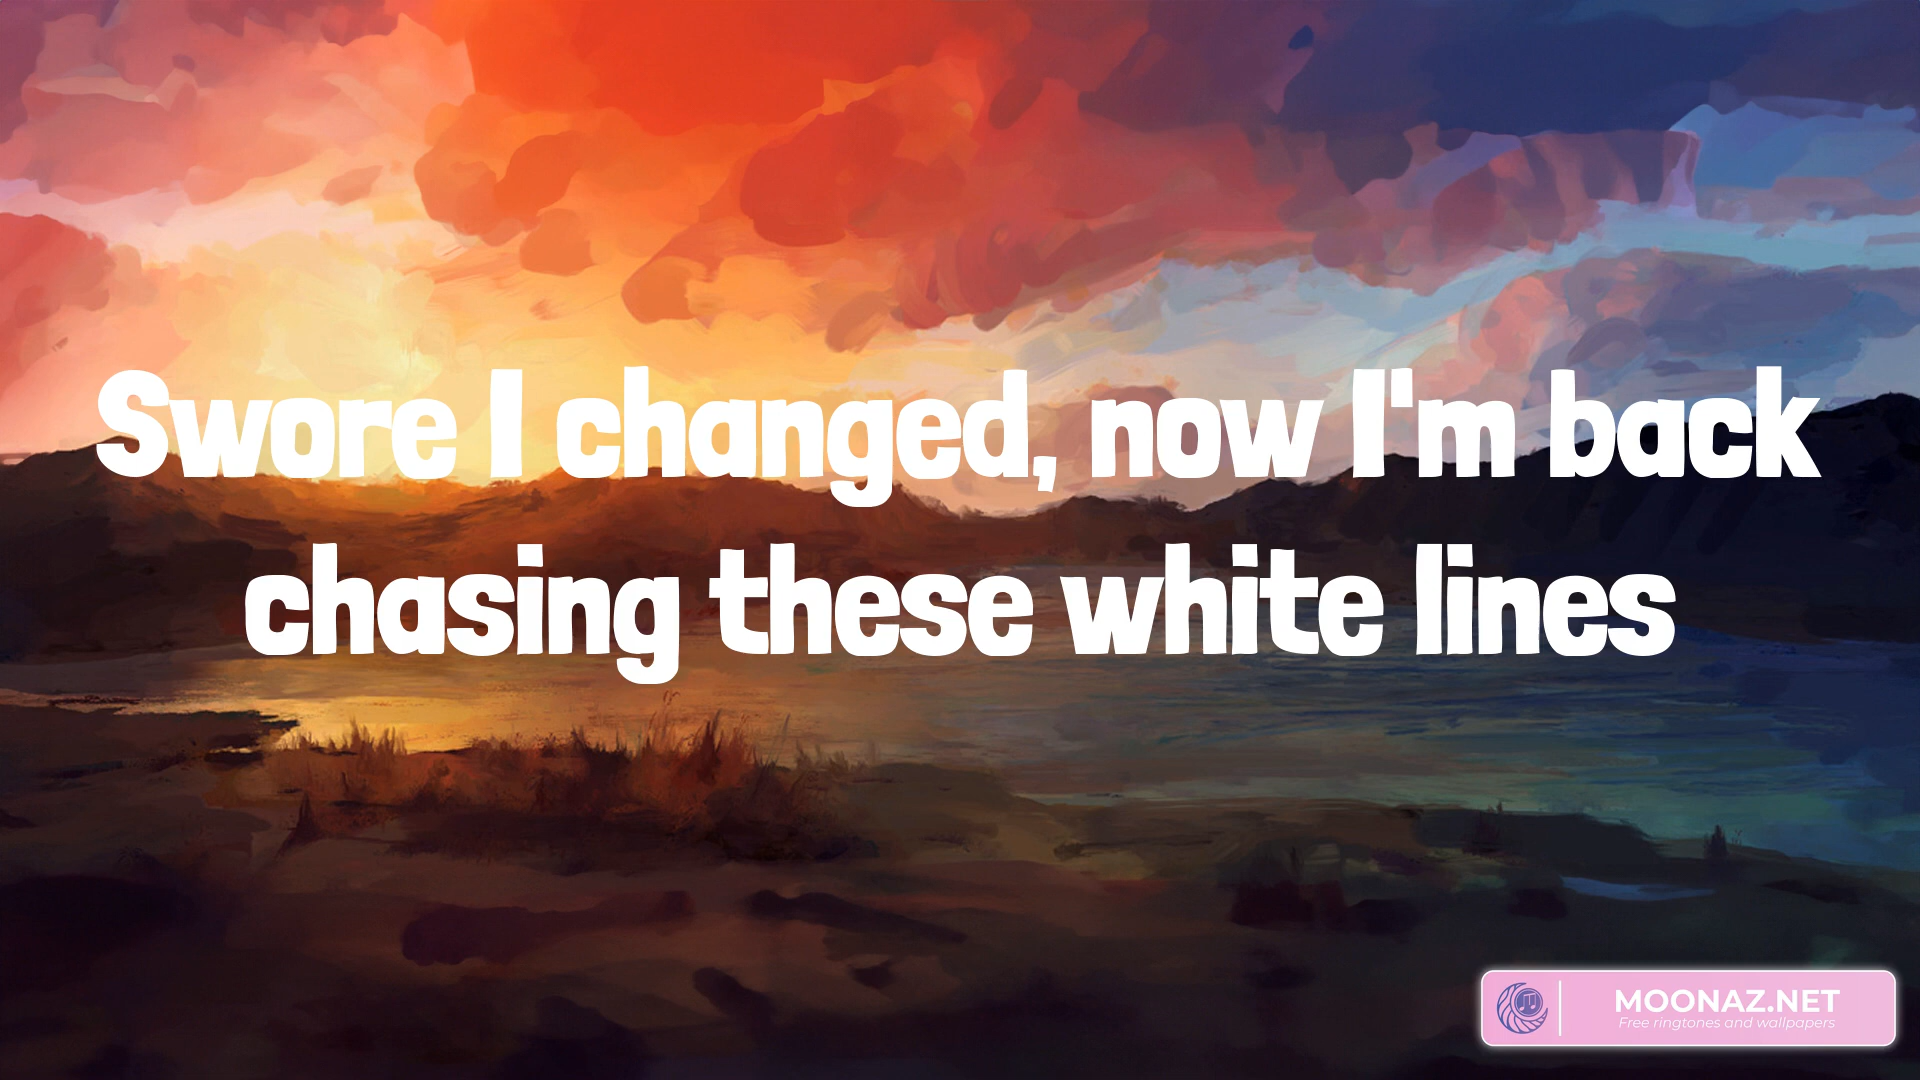 Swore I changed, now I'm back
chasing these white lines
MOONAZ.NET
Free ringtones and wallpapers